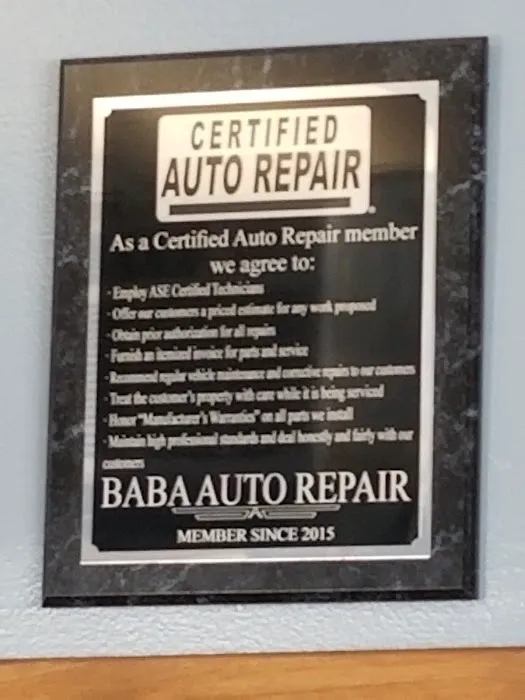 CERTIFIED
AUTO REPAIR
As a Certified Auto Repair member
we agree to:
· Employ ASE Certified Technicians
· Offer our customers a priced estimate for any work proposed
· Obtain prior authorization for all repairs
· Furnish an itemized invoice for parts and service
· Recommend regular vehicle maintenance and corrective repairs to our customers
· Treat the customer's property with care while it is being serviced
· Honor "Manufacturer's Warranties" on all parts we install
· Maintain high professional standards and deal honestly and fairly with our
customers
BABA AUTO REPAIR
MEMBER SINCE 2015